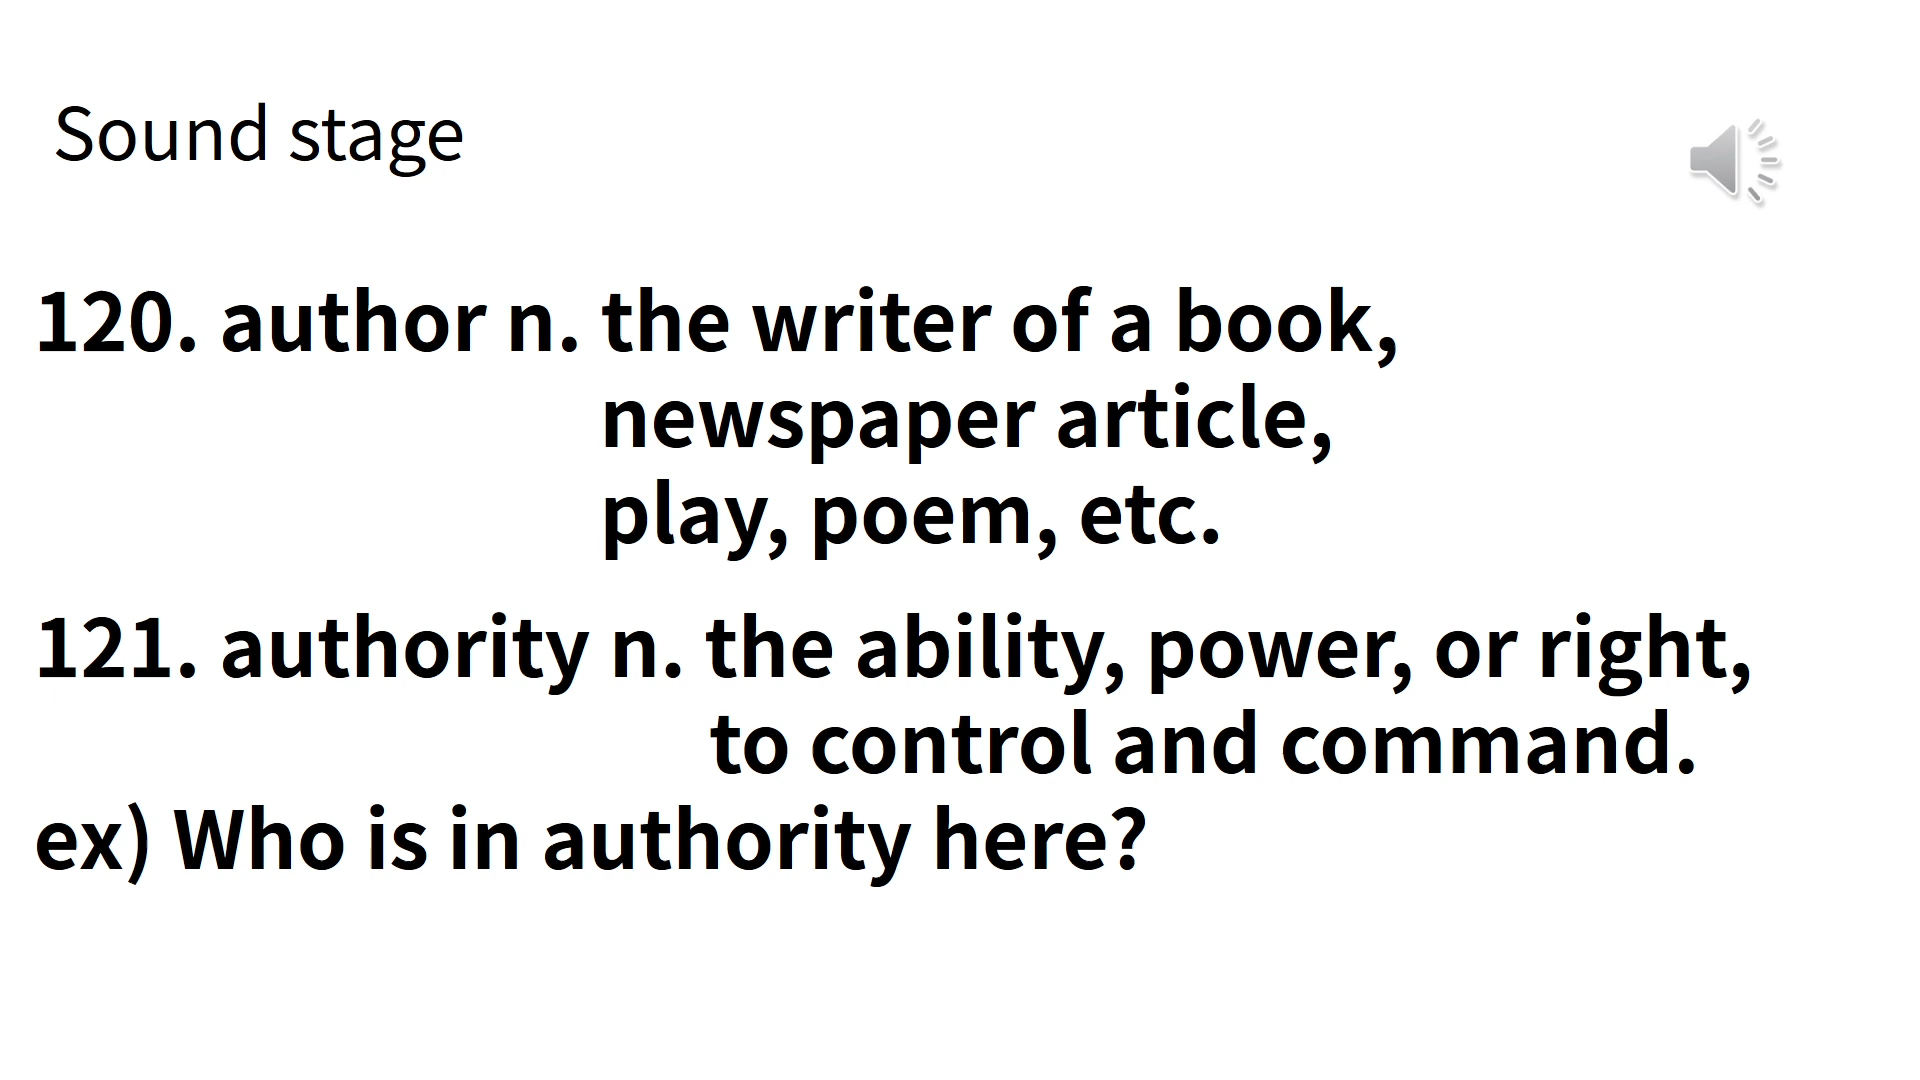 Sound stage
120. author n. the writer of a book,
newspaper article,
play, poem, etc.
121. authority n. the ability, power, or right,
to control and command.
ex) Who is in authority here?